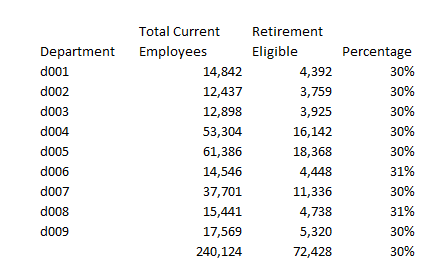 Total Current Retirement
Department Employees Eligible Percentage
d001 14,842 4,392 30%
d002 12,437 3,759 30%
d003 12,898 3,925 30%
d004 53,304 16,142 30%
d005 61,386 18,368 30%
d006 14,546 4,448 31%
d007 37,701 11,336 30%
d008 15,441 4,738 31%
d009 17,569 5,320 30%
240,124 72,428 30%